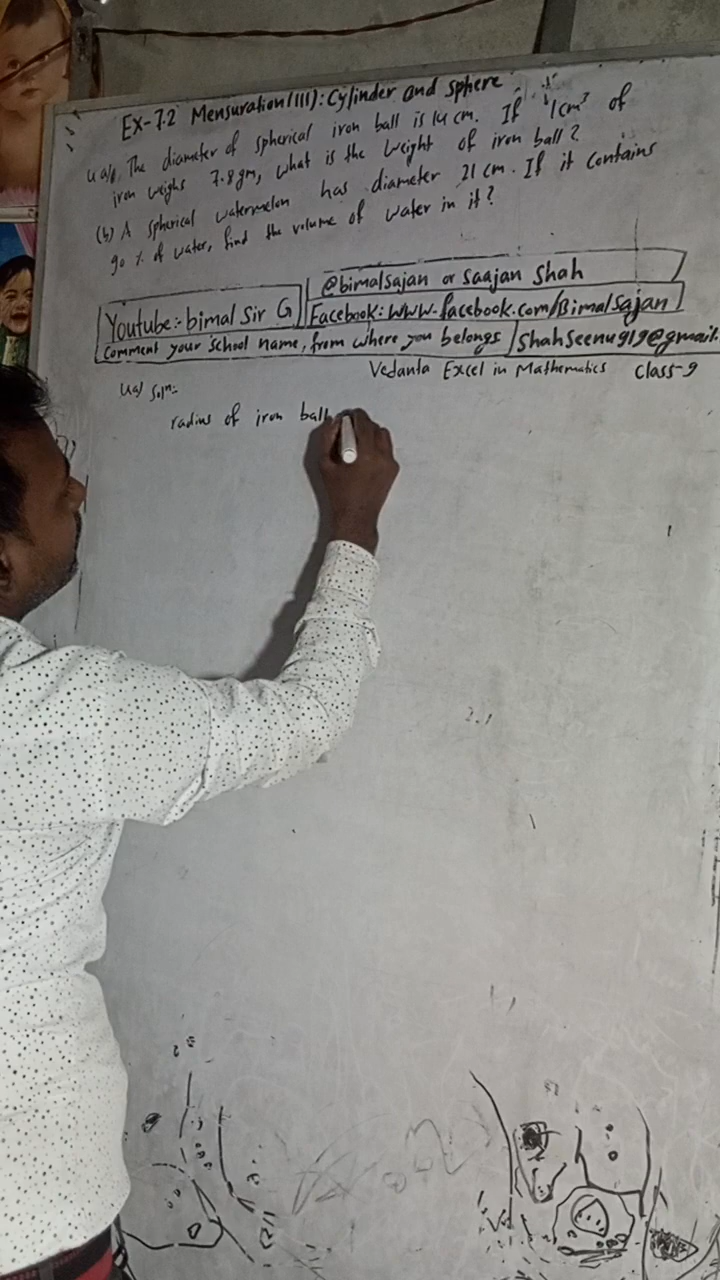 Ex-7.2 Mensuration(III): Cylinder and sphere
4 a) The diameter of spherical iron ball is 14 cm. If 1cm³ of
iron weighs 7.8 gm, what is the weight of iron ball?
(b) A spherical watermelon has diameter 21 cm. If it contains
90 % of water, find the volume of water in it?
@bimalsajan or Saajan Shah
Youtube:- bimal Sir G
Facebook: www.facebook.com/Bimalsajan
Comment your school name, from where you belongs
Shahseenu919@gmail.
Vedanta Excel in Mathematics Class-9
4a) Solⁿ:-
radius of iron ball